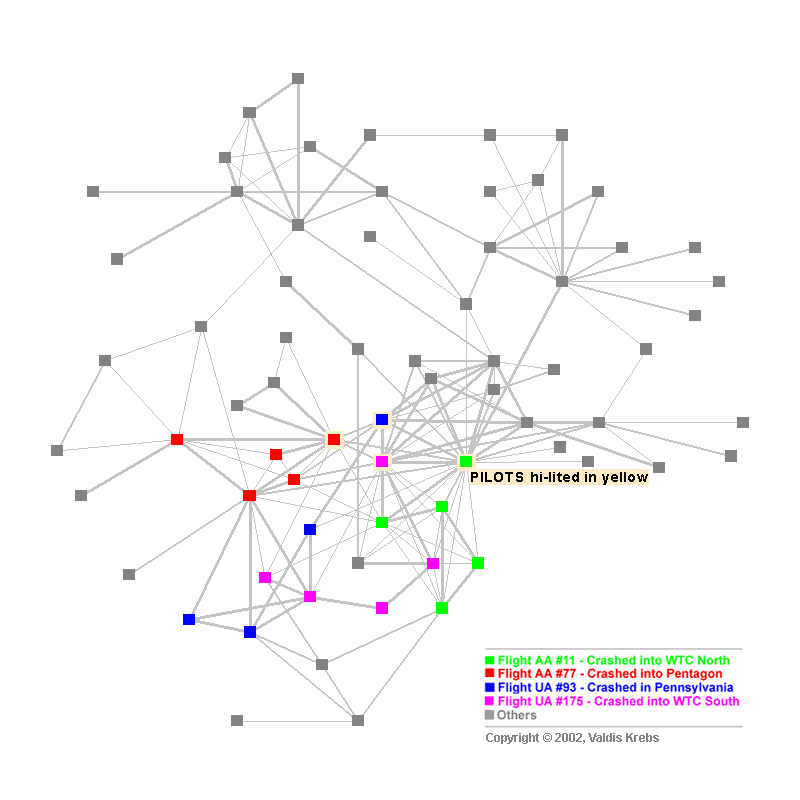 PILOTS hi-lited in yellow
Flight AA #11 - Crashed into WTC North
Flight AA #77 - Crashed into Pentagon
Flight UA #93 - Crashed in Pennsylvania
Flight UA #175 - Crashed into WTC South
Others
Copyright © 2002, Valdis Krebs